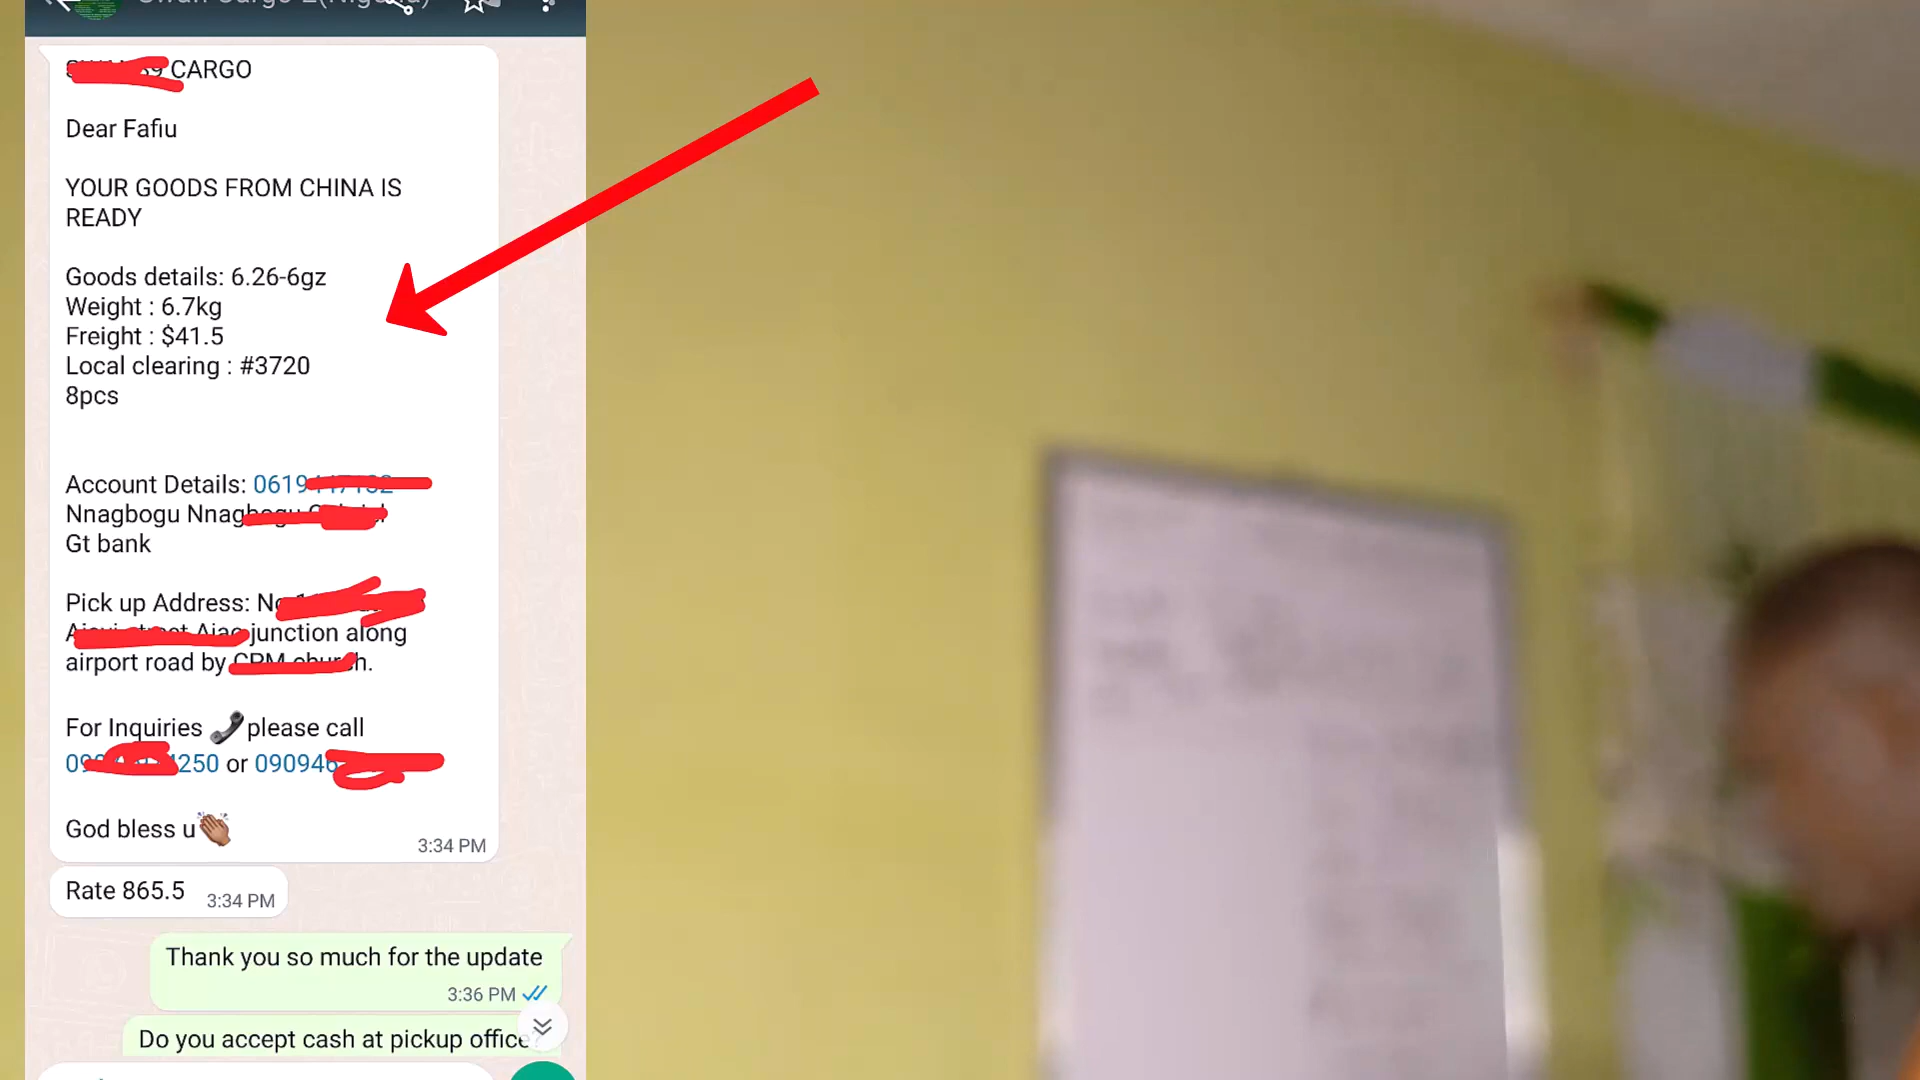 CARGO
Dear Fafiu
YOUR GOODS FROM CHINA IS
READY
Goods details: 6.26-6gz
Weight : 6.7kg
Freight : $41.5
Local clearing : #3720
8pcs
Account Details: 0619
Nnagbogu
Gt bank
Pick up Address:
junction along
airport road by
For Inquiries 📞 please call
250 or 090946
God bless u👏🏾
3:34 PM
Rate 865.5 3:34 PM
Thank you so much for the update
3:36 PM
Do you accept cash at pickup office